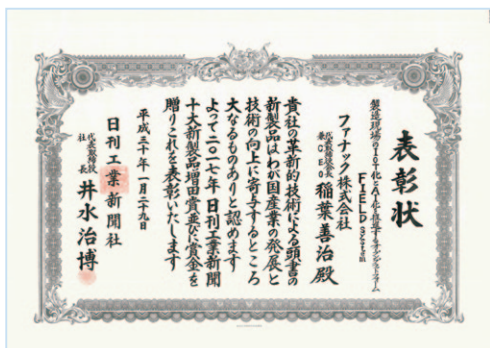 表彰状
製造現場のIoT化とAI化を推進するオープンプラットフォーム
FIELD system
ファナック株式会社
代表取締役会長
兼CEO 稲葉善治殿
貴社の革新的技術による頭書の
新製品はわが国産業の発展と
技術の向上に寄与するところ
大なるものありと認めます
よって二〇一七年日刊工業新聞
十大新製品増田賞並びに賞金を
贈りこれを表彰いたします
平成三十年一月二十九日
日刊工業新聞社
代表取締役
社長 井水治博